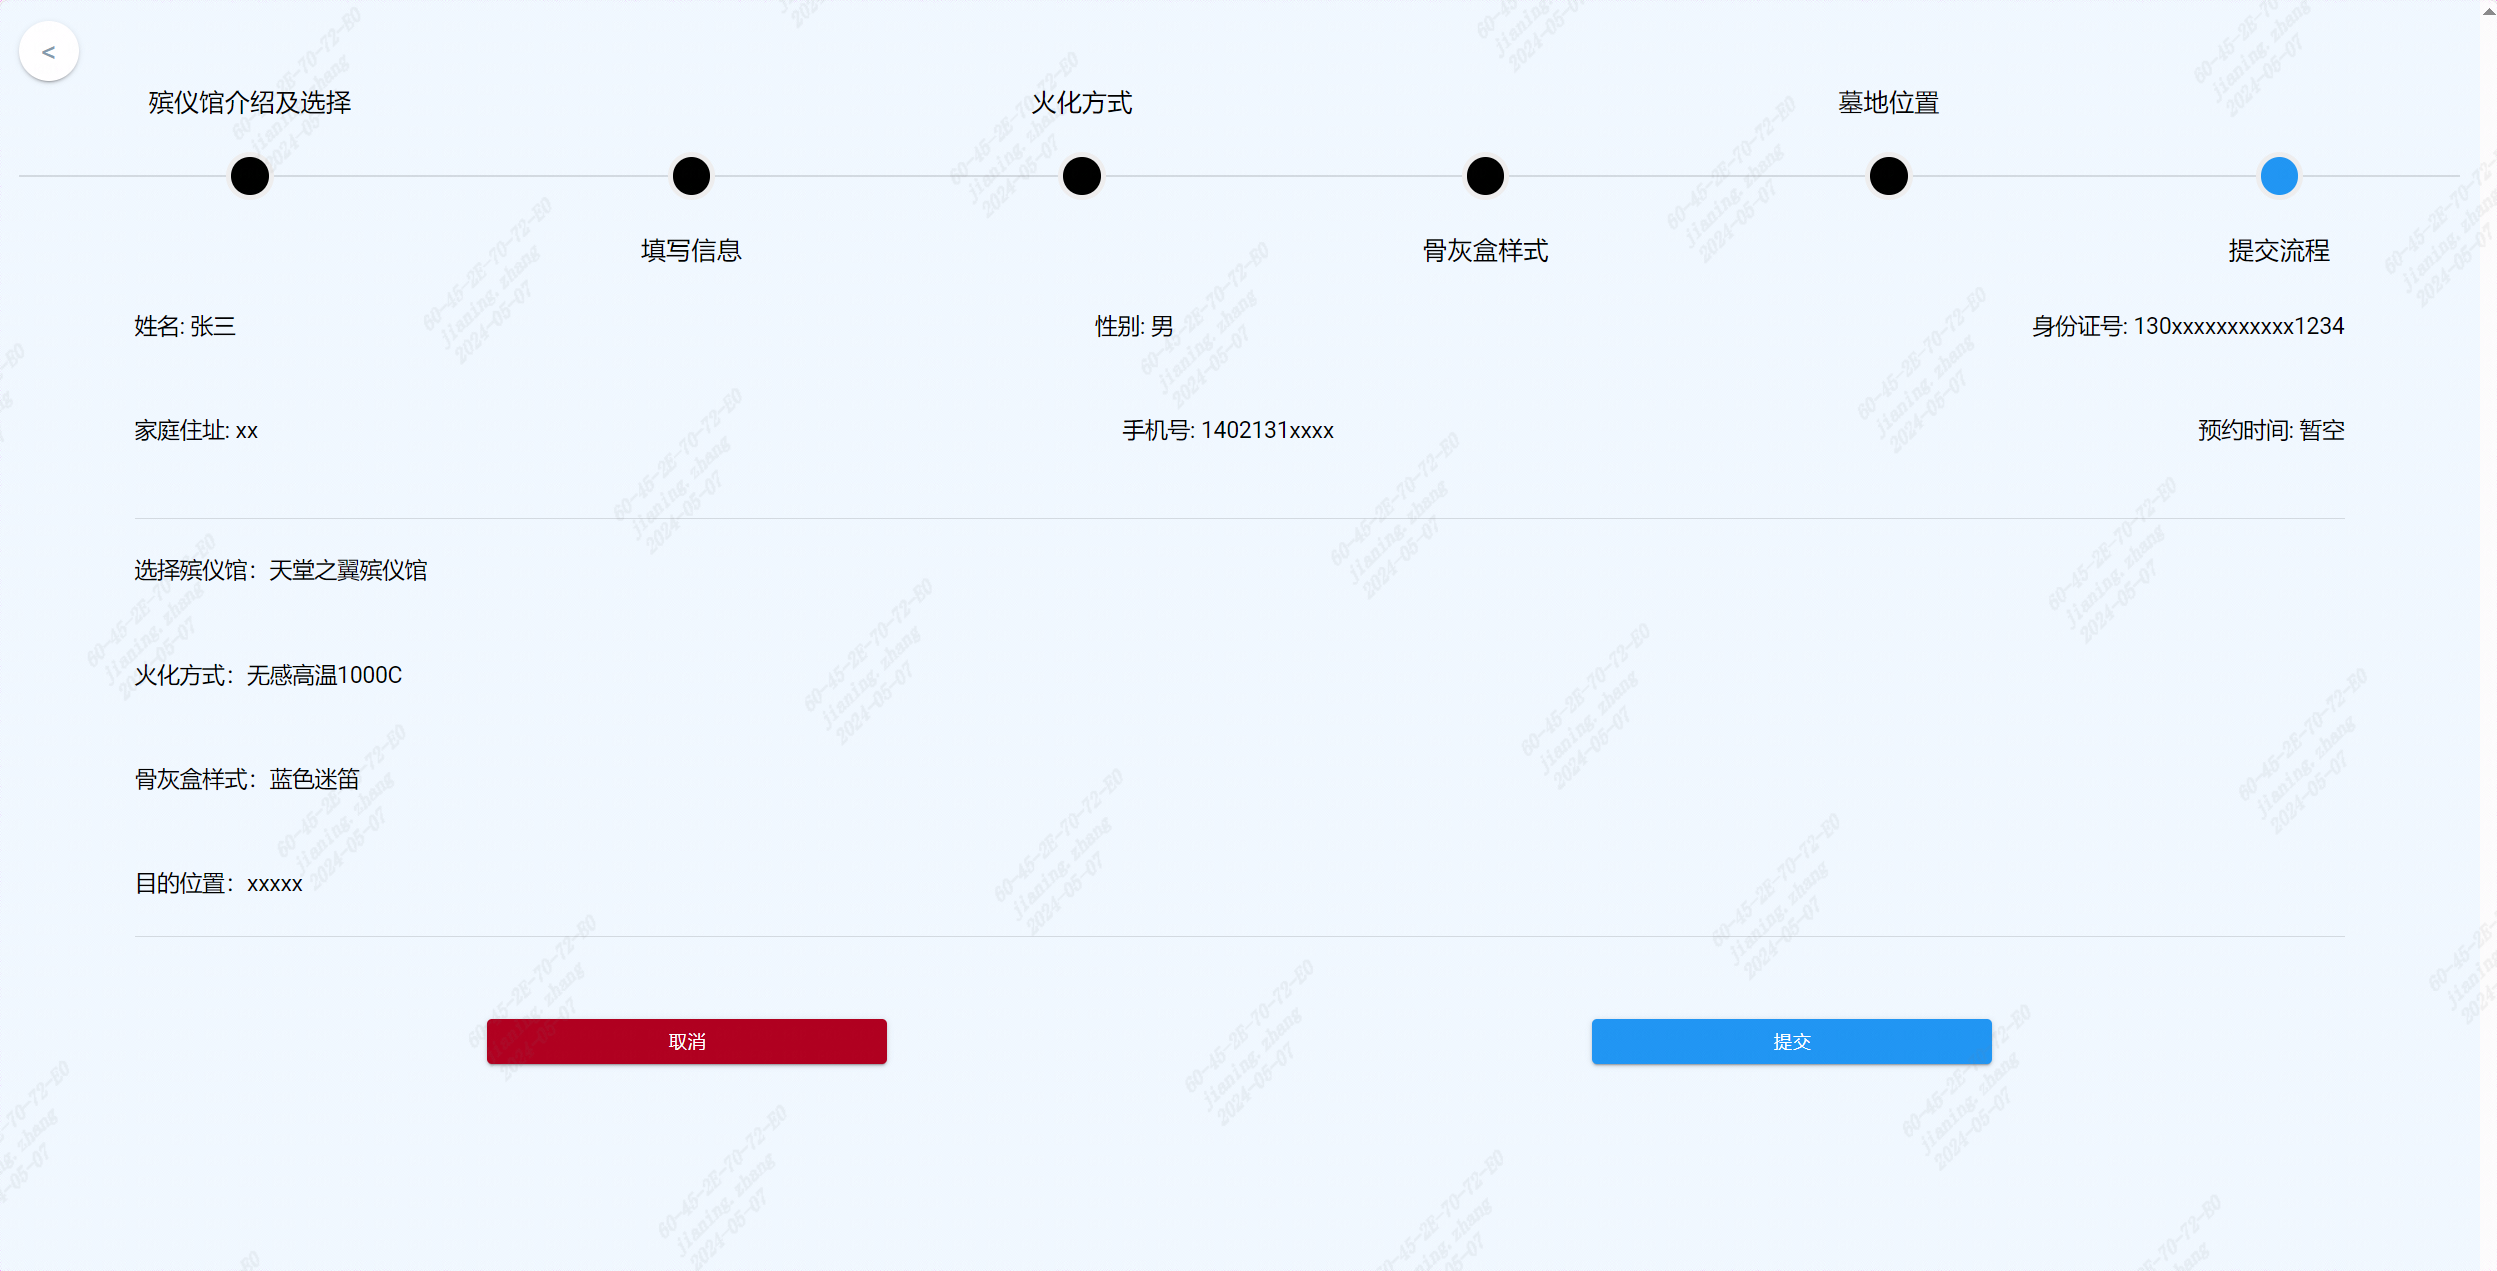 <
殡仪馆介绍及选择
火化方式
墓地位置
填写信息
骨灰盒样式
提交流程
姓名: 张三
性别: 男
身份证号: 130xxxxxxxxxxx1234
家庭住址: xx
手机号: 1402131xxxx
预约时间: 暂空
选择殡仪馆：天堂之翼殡仪馆
火化方式：无感高温1000C
骨灰盒样式：蓝色迷笛
目的位置：xxxxx
取消
提交
60-45-2E-70-72-E0
jianing.zhang
2024-05-07